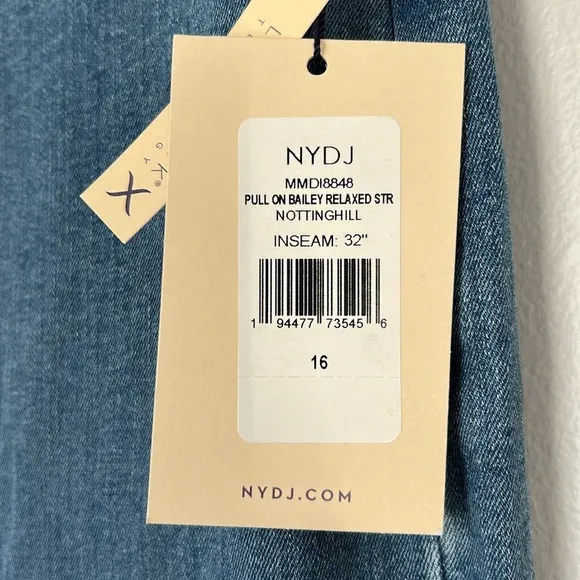 NYDJ
MMDI8848
PULL ON BAILEY RELAXED STR
NOTTINGHILL
INSEAM: 32"
1 94477 73545 6
16
NYDJ.COM
X